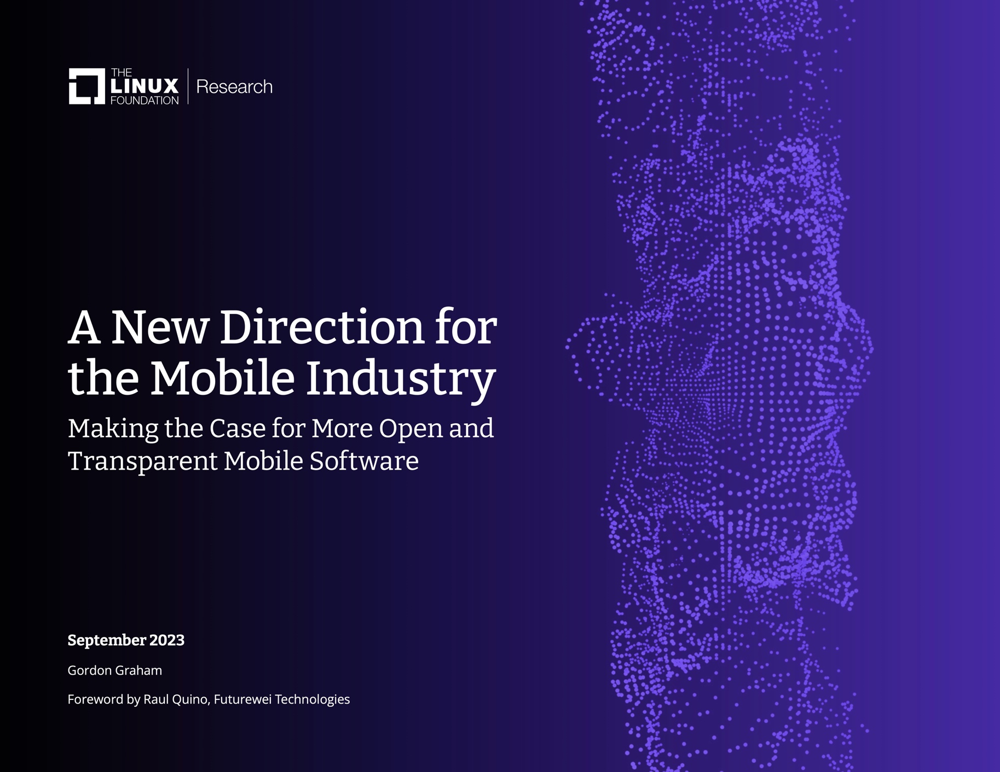 THE
LINUX
FOUNDATION
Research
A New Direction for
the Mobile Industry
Making the Case for More Open and
Transparent Mobile Software
September 2023
Gordon Graham
Foreword by Raul Quino, Futurewei Technologies